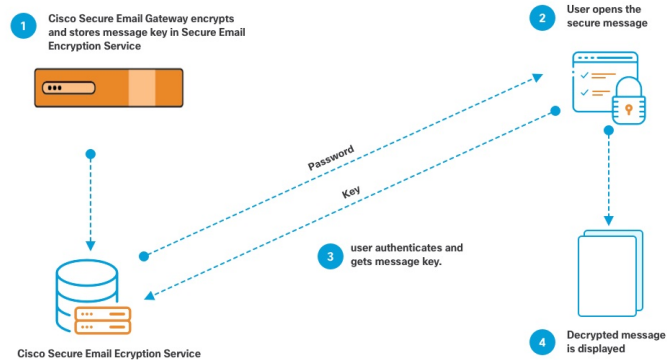 1
Cisco Secure Email Gateway encrypts
and stores message key in Secure Email
Encryption Service
2
User opens the
secure message
Password
Key
3
user authenticates and
gets message key.
Cisco Secure Email Ecryption Service
4
Decrypted message
is displayed